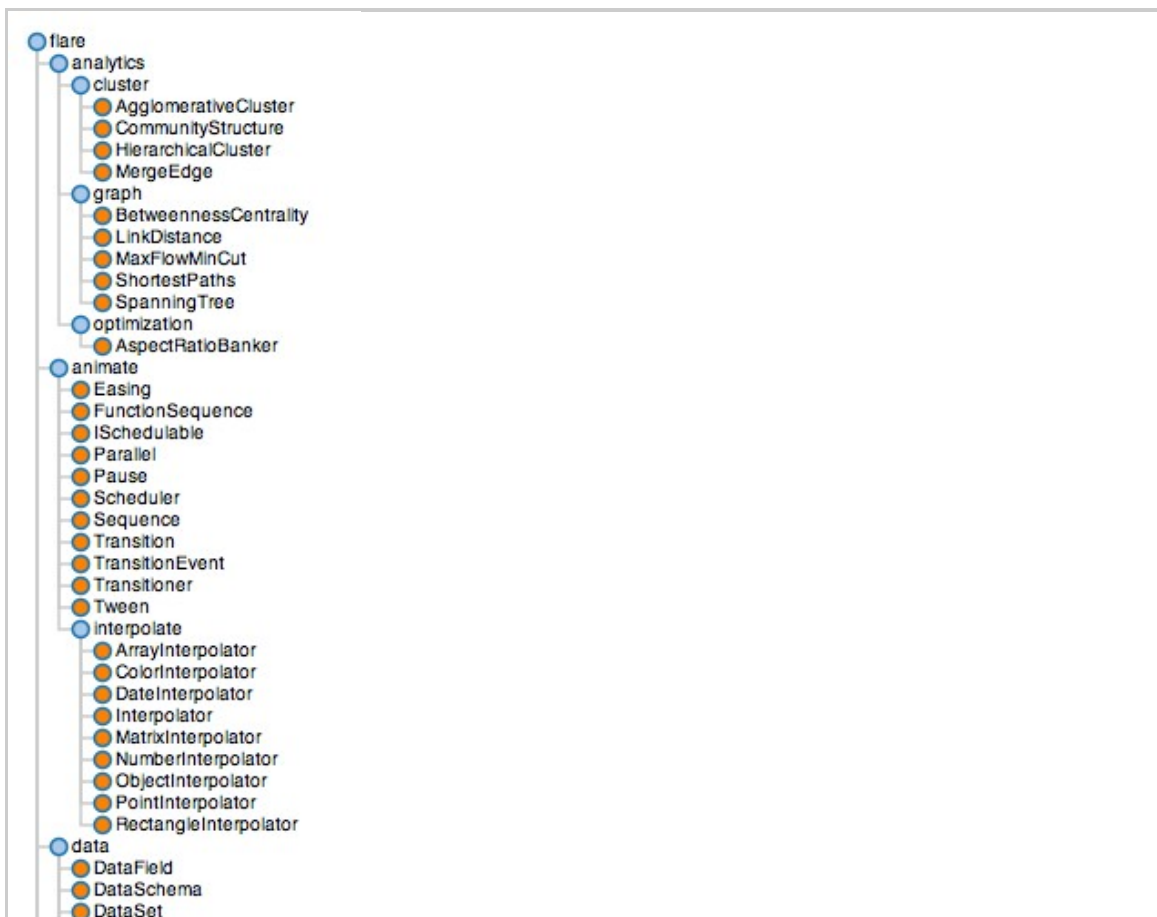 flare
analytics
cluster
AgglomerativeCluster
CommunityStructure
HierarchicalCluster
MergeEdge
graph
BetweennessCentrality
LinkDistance
MaxFlowMinCut
ShortestPaths
SpanningTree
optimization
AspectRatioBanker
animate
Easing
FunctionSequence
ISchedulable
Parallel
Pause
Scheduler
Sequence
Transition
TransitionEvent
Transitioner
Tween
interpolate
ArrayInterpolator
ColorInterpolator
DateInterpolator
Interpolator
MatrixInterpolator
NumberInterpolator
ObjectInterpolator
PointInterpolator
RectangleInterpolator
data
DataField
DataSchema
DataSet